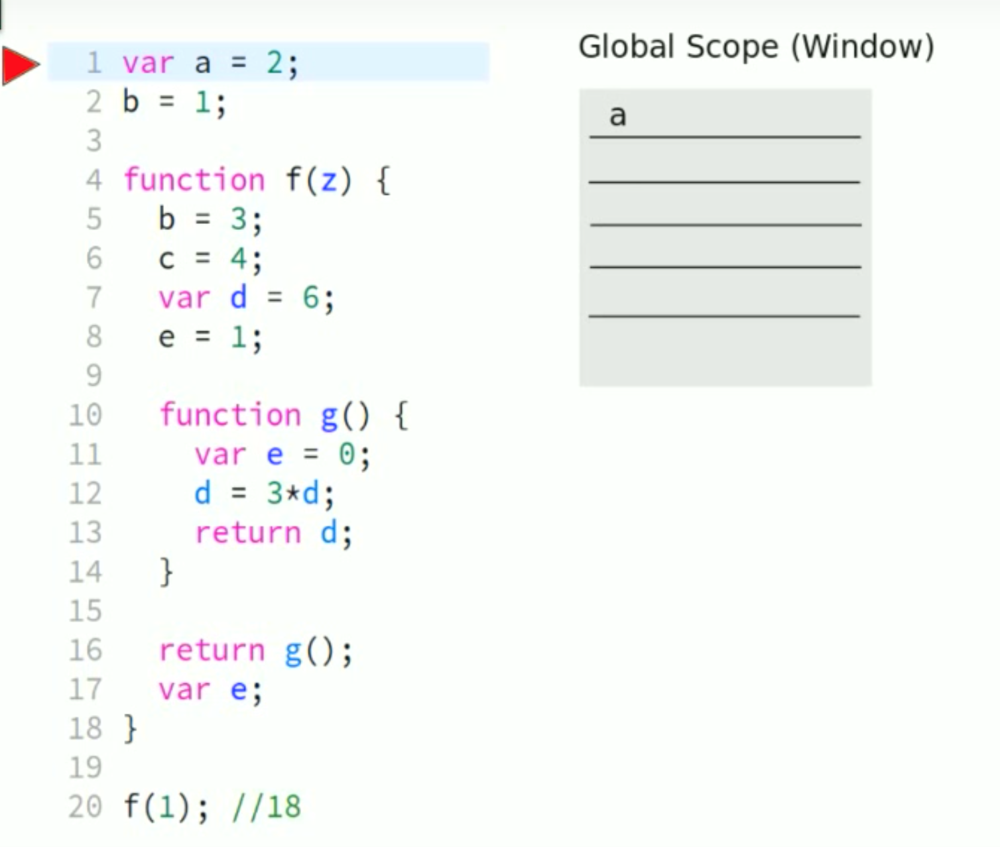 1 var a = 2;
2 b = 1;
3
4 function f(z) {
5   b = 3;
6   c = 4;
7   var d = 6;
8   e = 1;
9
10   function g() {
11     var e = 0;
12     d = 3*d;
13     return d;
14   }
15
16   return g();
17   var e;
18 }
19
20 f(1); //18
Global Scope (Window)
a